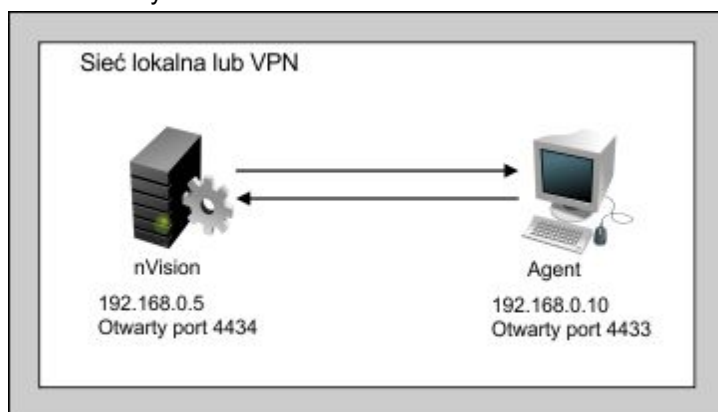 Sieć lokalna lub VPN
nVision
192.168.0.5
Otwarty port 4434
Agent
192.168.0.10
Otwarty port 4433